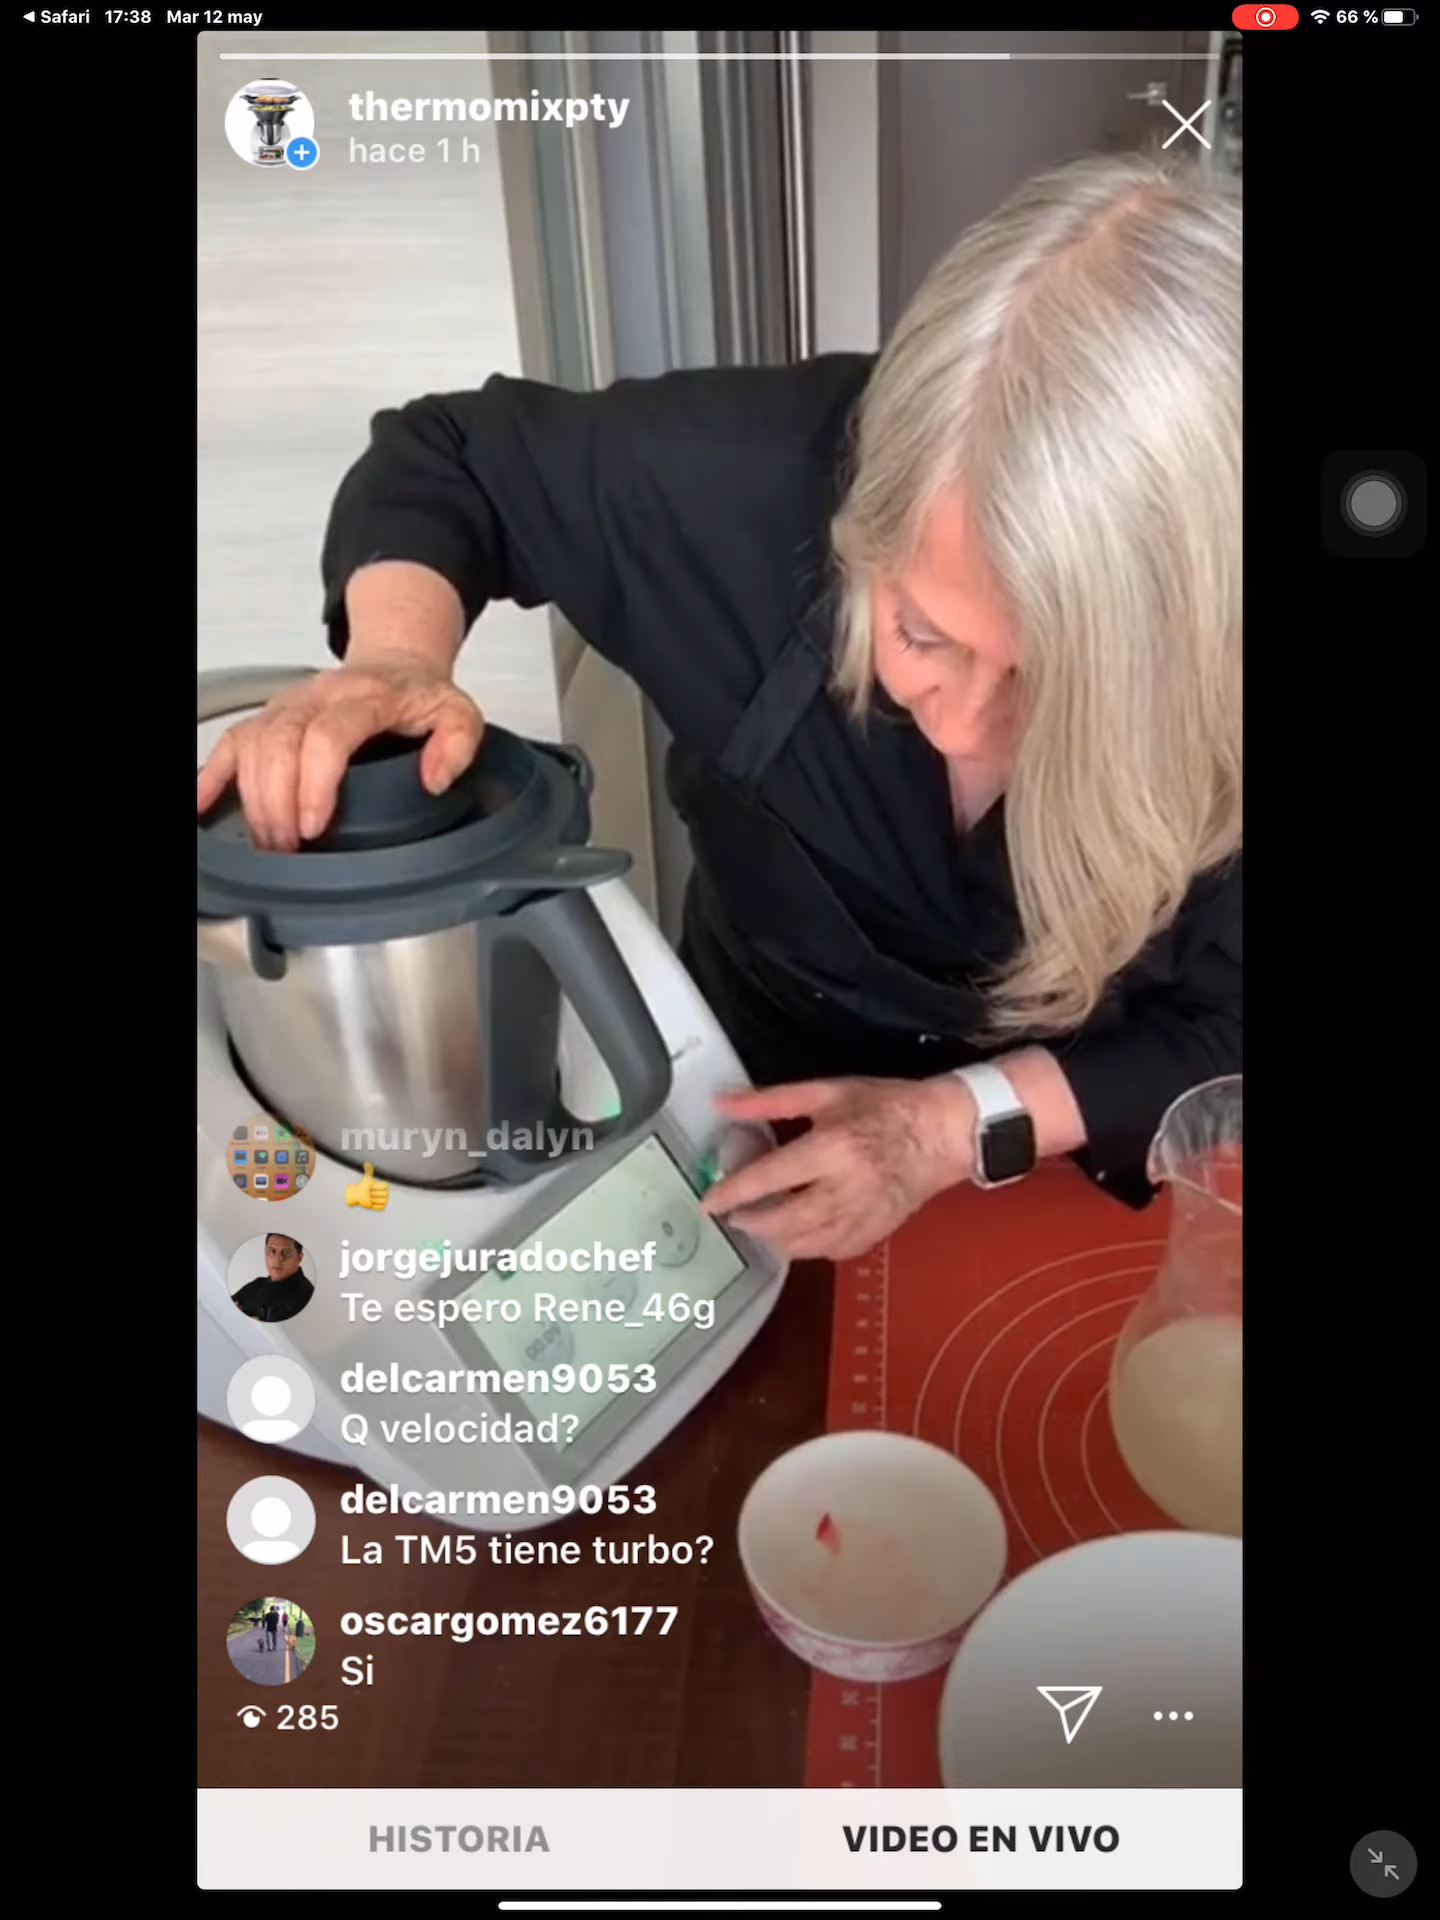 Safari 17:38 Mar 12 may 66 %
thermomixpty
hace 1 h
muryn_dalyn
👍
jorgejuradochef
Te espero Rene_46g
delcarmen9053
Q velocidad?
delcarmen9053
La TM5 tiene turbo?
oscargomez6177
Si
285
HISTORIA
VIDEO EN VIVO